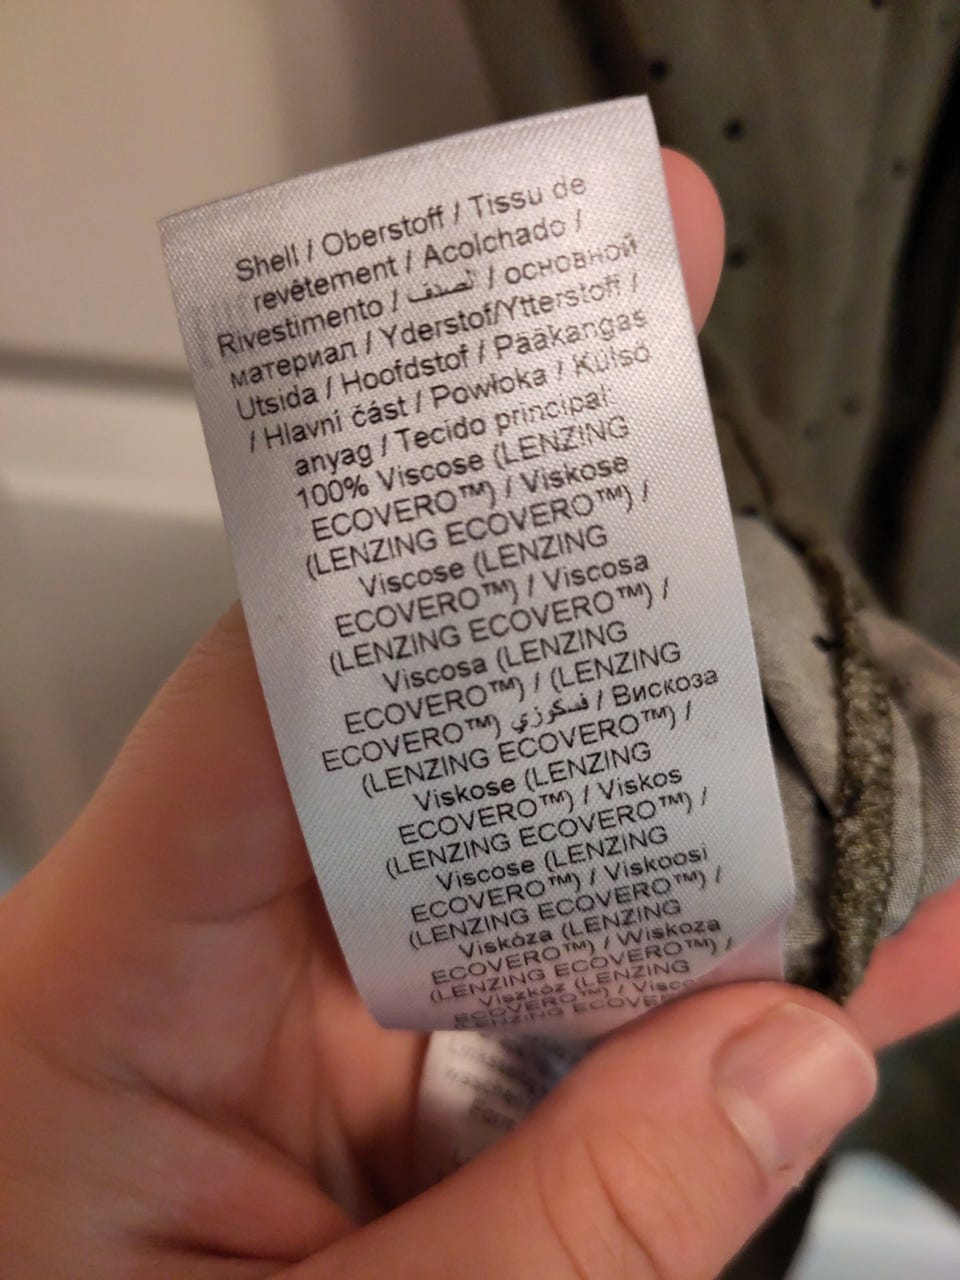 Shell / Oberstoff / Tissu de
revêtement / Acolchado /
Rivestimento / تصدف / основной
материал / Yderstof/Ytterstoff /
Utsida / Hoofdstof / Pääkangas
/ Hlavní část / Powłoka / Külső
anyag / Tecido principal:
100% Viscose (LENZING
ECOVERO™) / Viskose
(LENZING ECOVERO™) /
Viscose (LENZING
ECOVERO™) / Viscosa
(LENZING ECOVERO™) /
Viscosa (LENZING
ECOVERO™) / (LENZING
ECOVERO™) فسكوزي / Вискоза
(LENZING ECOVERO™) /
Viskose (LENZING
ECOVERO™) / Viskos
(LENZING ECOVERO™) /
Viscose (LENZING
ECOVERO™) / Viskoosi
(LENZING ECOVERO™) /
Viskóza (LENZING
ECOVERO™) / Wiskoza
(LENZING ECOVERO™) /
Viszkóz (LENZING
ECOVERO™) /
(LENZING